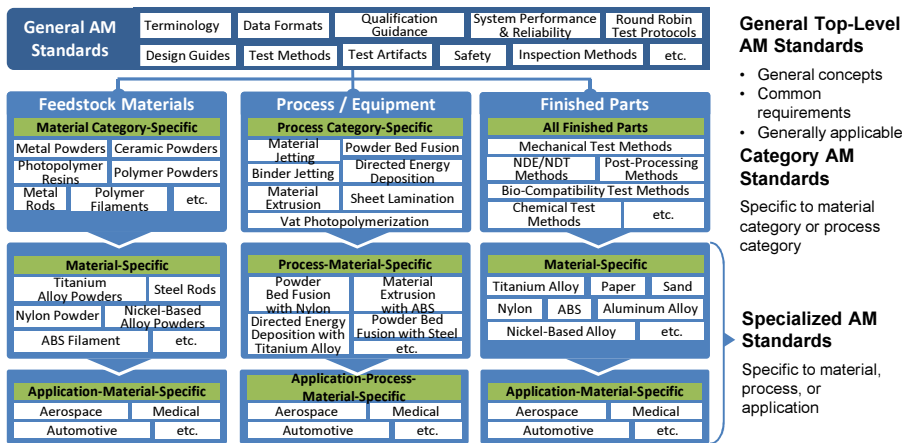 General AM
Standards
Terminology
Data Formats
Qualification
Guidance
System Performance
& Reliability
Round Robin
Test Protocols
Design Guides
Test Methods
Test Artifacts
Safety
Inspection Methods
etc.
General Top-Level
AM Standards
• General concepts
• Common
requirements
• Generally applicable
Feedstock Materials
Material Category-Specific
Metal Powders
Ceramic Powders
Photopolymer
Resins
Polymer Powders
Metal
Rods
Polymer
Filaments
etc.
Process / Equipment
Process Category-Specific
Material
Jetting
Powder Bed Fusion
Binder Jetting
Directed Energy
Deposition
Material
Extrusion
Sheet Lamination
Vat Photopolymerization
Finished Parts
All Finished Parts
Mechanical Test Methods
NDE/NDT
Methods
Post-Processing
Methods
Bio-Compatibility Test Methods
Chemical Test
Methods
etc.
Category AM
Standards
Specific to material
category or process
category
Material-Specific
Titanium
Alloy Powders
Steel Rods
Nylon Powder
Nickel-Based
Alloy Powders
ABS Filament
etc.
Process-Material-Specific
Powder
Bed Fusion
with Nylon
Material
Extrusion
with ABS
Directed Energy
Deposition with
Titanium Alloy
Powder Bed
Fusion with Steel
etc.
Material-Specific
Titanium Alloy
Paper
Sand
Nylon
ABS
Aluminum Alloy
Nickel-Based Alloy
etc.
Specialized AM
Standards
Specific to material,
process, or
application
Application-Material-Specific
Aerospace
Medical
Automotive
etc.
Application-Process-
Material-Specific
Aerospace
Medical
Automotive
etc.
Application-Material-Specific
Aerospace
Medical
Automotive
etc.